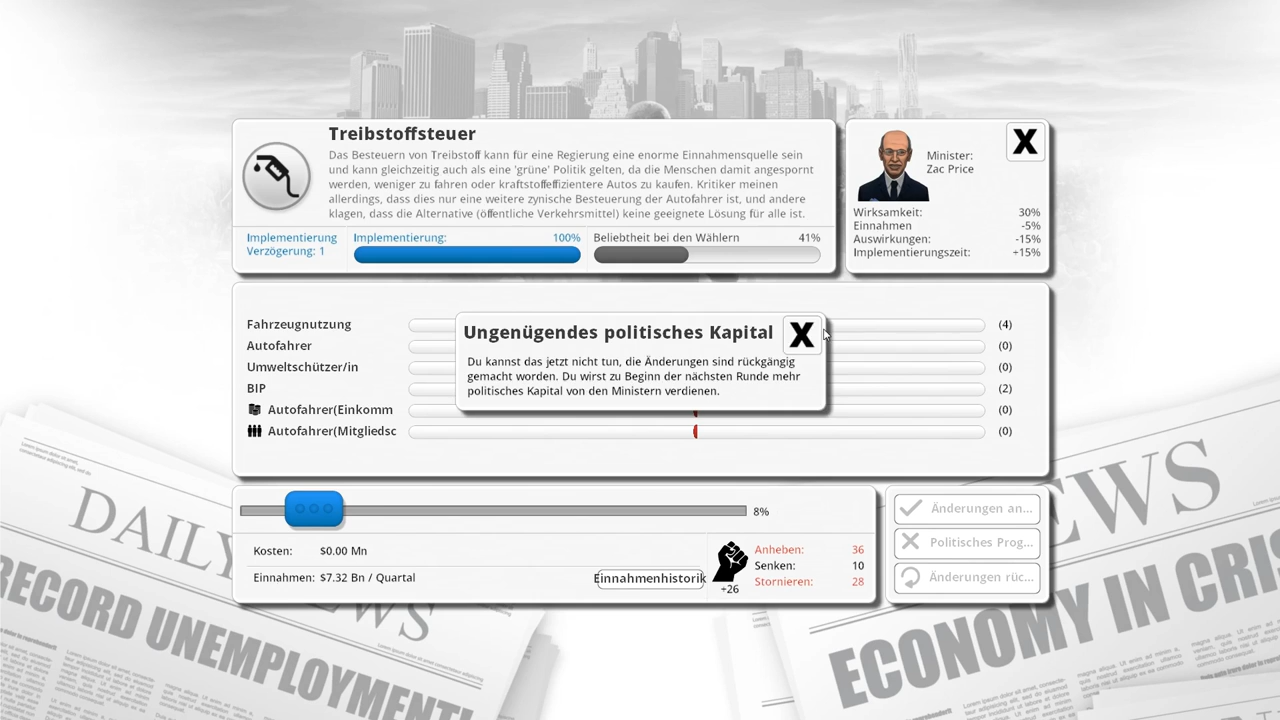 Treibstoffsteuer
Das Besteuern von Treibstoff kann für eine Regierung eine enorme Einnahmensquelle sein
und kann gleichzeitig auch als eine 'grüne' Politik gelten, da die Menschen damit angespornt
werden, weniger zu fahren oder kraftstoffeffizientere Autos zu kaufen. Kritiker meinen
allerdings, dass dies nur eine weitere zynische Besteuerung der Autofahrer ist, und andere
klagen, dass die Alternative (öffentliche Verkehrsmittel) keine geeignete Lösung für alle ist.
Implementierung
Verzögerung: 1
Implementierung: 100%
Beliebtheit bei den Wählern 41%
X
Minister:
Zac Price
Wirksamkeit: 30%
Einnahmen -5%
Auswirkungen: -15%
Implementierungszeit: +15%
Fahrzeugnutzung (4)
Autofahrer (0)
Umweltschützer/in (0)
BIP (2)
Autofahrer(Einkomm (0)
Autofahrer(Mitgliedsc (0)
Ungenügendes politisches Kapital X
Du kannst das jetzt nicht tun, die Änderungen sind rückgängig
gemacht worden. Du wirst zu Beginn der nächsten Runde mehr
politisches Kapital von den Ministern verdienen.
8%
Kosten: $0.00 Mn
Einnahmen: $7.32 Bn / Quartal
Einnahmenhistorik
+26
Anheben: 36
Senken: 10
Stornieren: 28
Änderungen an...
Politisches Prog...
Änderungen rüc...
DAILY
WS
RECORD UNEMPLOYMENT
EWS
ECONOMY IN CRIS